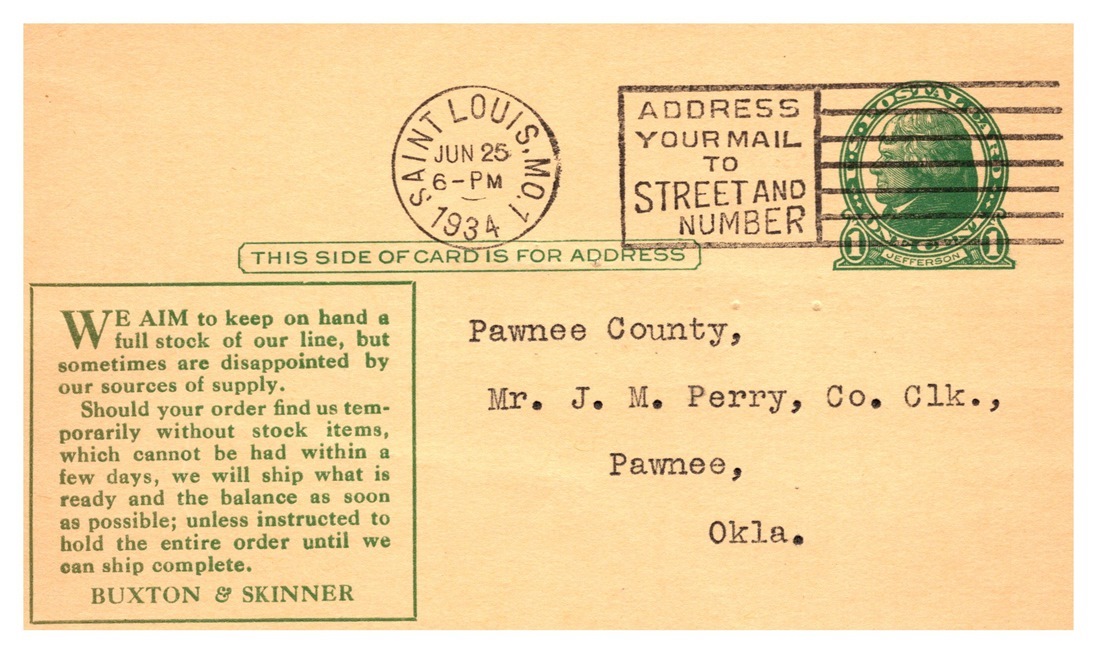 SAINT LOUIS, MO. 1
JUN 25
6-PM
1934
ADDRESS
YOUR MAIL
TO
STREET AND
NUMBER
U.S. POSTAL CARD
1 ONE CENT 1
JEFFERSON
THIS SIDE OF CARD IS FOR ADDRESS
WE AIM to keep on hand a
full stock of our line, but
sometimes are disappointed by
our sources of supply.
Should your order find us tem-
porarily without stock items,
which cannot be had within a
few days, we will ship what is
ready and the balance as soon
as possible; unless instructed to
hold the entire order until we
can ship complete.
BUXTON & SKINNER
Pawnee County,
Mr. J. M. Perry, Co. Clk.,
Pawnee,
Okla.